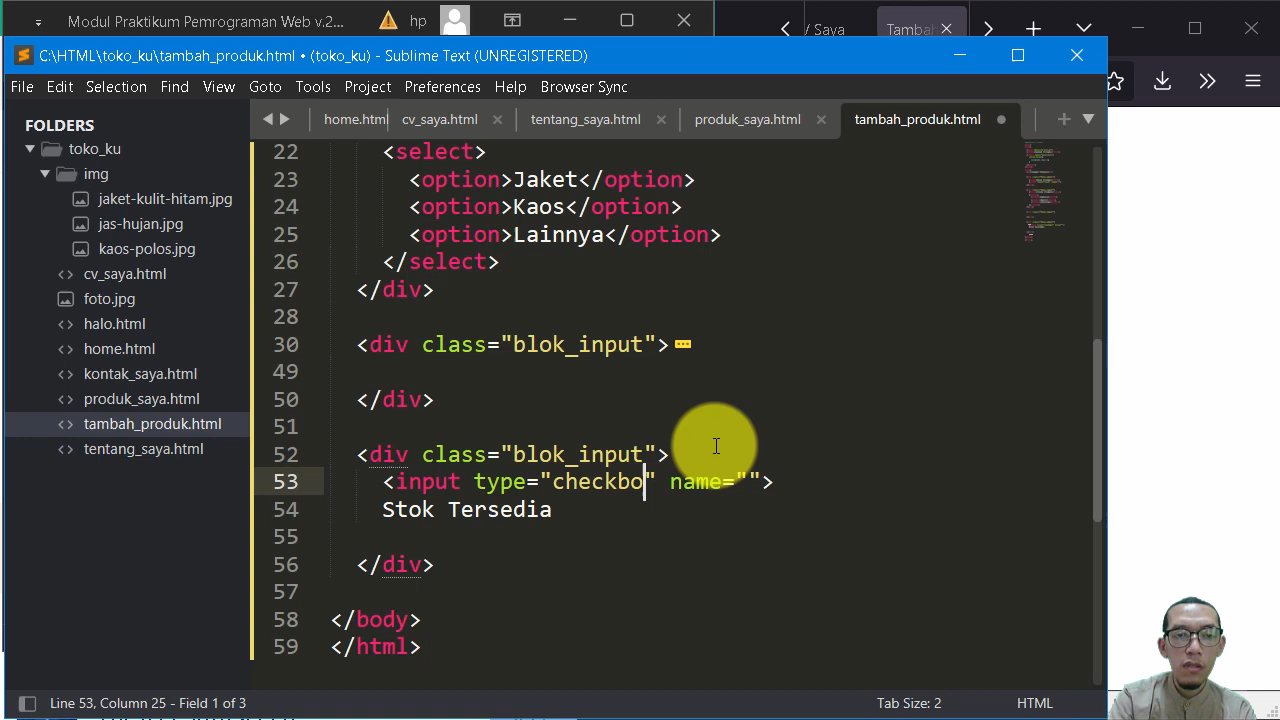 Modul Praktikum Pemrograman Web v.2...
hp
/ Saya
Tamba
C:\HTML\toko_ku\tambah_produk.html • (toko_ku) - Sublime Text (UNREGISTERED)
File Edit Selection Find View Goto Tools Project Preferences Help Browser Sync
FOLDERS
toko_ku
img
jaket-kulit-hitam.jpg
jas-hujan.jpg
kaos-polos.jpg
cv_saya.html
foto.jpg
halo.html
home.html
kontak_saya.html
produk_saya.html
tambah_produk.html
tentang_saya.html
home.html cv_saya.html tentang_saya.html produk_saya.html tambah_produk.html
22 <select>
23 <option>Jaket</option>
24 <option>Kaos</option>
25 <option>Lainnya</option>
26 </select>
27 </div>
28
30 <div class="blok_input">
49
50 </div>
51
52 <div class="blok_input">
53 <input type="checkbo" name="">
54 Stok Tersedia
55
56 </div>
57
58 </body>
59 </html>
Line 53, Column 25 - Field 1 of 3
Tab Size: 2
HTML